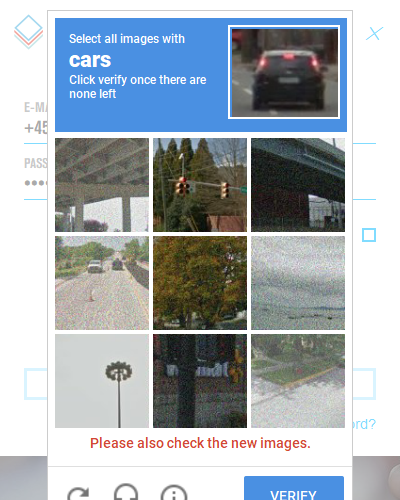 Select all images with
cars
Click verify once there are
none left
E-MA
+45
PASS
••••
ord?
Please also check the new images.
VERIFY